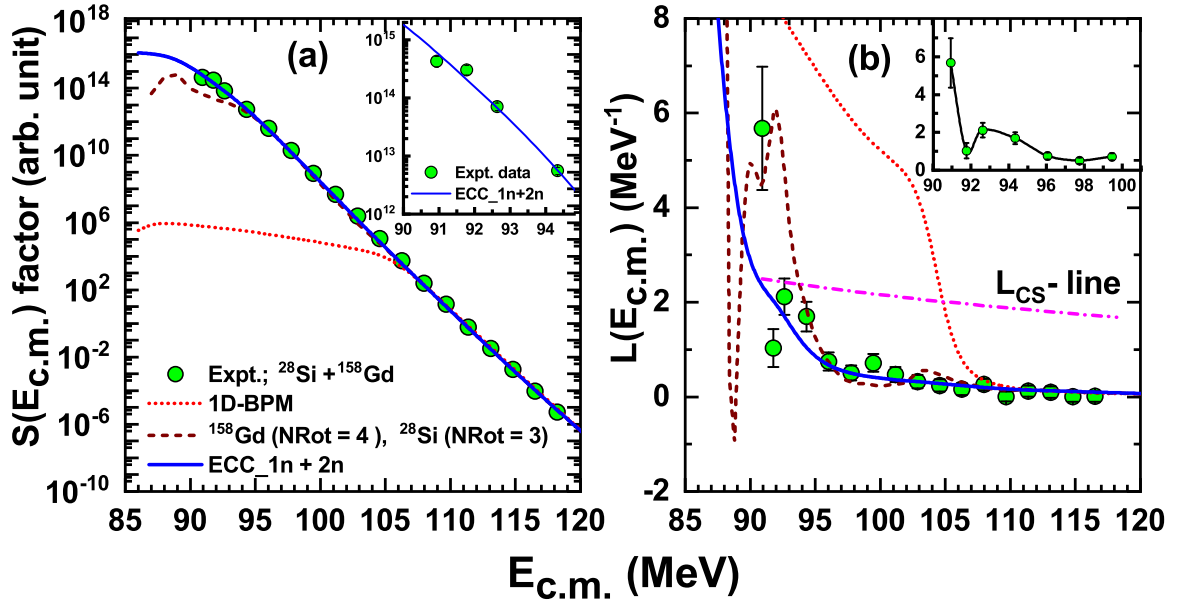 (a)
S(E_c.m.) factor (arb. unit)
10^18
10^14
10^10
10^6
10^2
10^-2
10^-6
10^-10
85 90 95 100 105 110 115 120
10^15
10^14
10^13
10^12
90 91 92 93 94
Expt. data
ECC_1n+2n
Expt.; ^28Si +^158Gd
1D-BPM
^158Gd (NRot = 4 ), ^28Si (NRot = 3)
ECC_1n + 2n
(b)
L(E_c.m.) (MeV^-1)
8
6
4
2
0
-2
85 90 95 100 105 110 115 120
6
4
2
0
90 92 94 96 98 100
L_CS- line
E_c.m. (MeV)